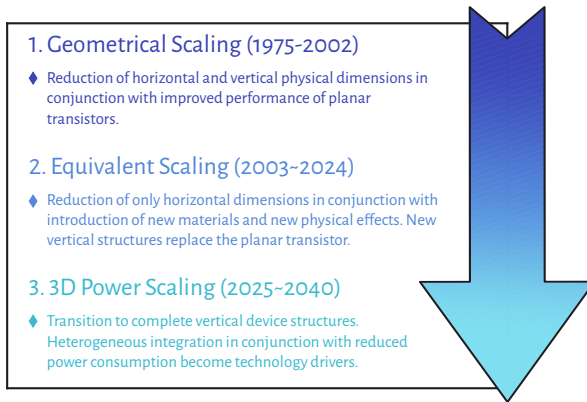 1. Geometrical Scaling (1975-2002)
♦ Reduction of horizontal and vertical physical dimensions in
conjunction with improved performance of planar
transistors.
2. Equivalent Scaling (2003~2024)
♦ Reduction of only horizontal dimensions in conjunction with
introduction of new materials and new physical effects. New
vertical structures replace the planar transistor.
3. 3D Power Scaling (2025~2040)
♦ Transition to complete vertical device structures.
Heterogeneous integration in conjunction with reduced
power consumption become technology drivers.